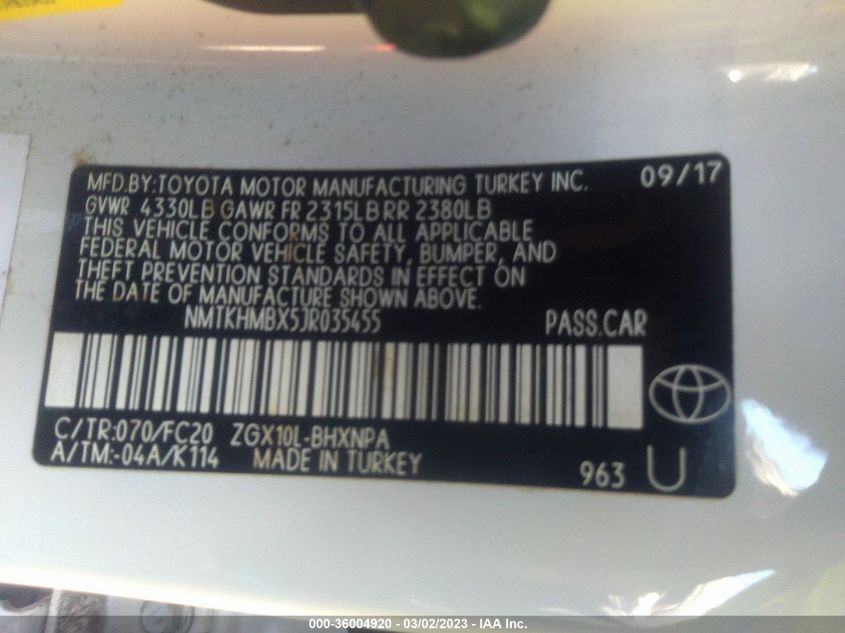 MFD.BY:TOYOTA MOTOR MANUFACTURING TURKEY INC. 09/17
GVWR 4330LB GAWR FR 2315LB RR 2380LB
THIS VEHICLE CONFORMS TO ALL APPLICABLE
FEDERAL MOTOR VEHICLE SAFETY, BUMPER, AND
THEFT PREVENTION STANDARDS IN EFFECT ON
THE DATE OF MANUFACTURE SHOWN ABOVE.
NMTKHMBX5JR035455 PASS.CAR
C/TR:070/FC20 ZGX10L-BHXNPA
A/TM:-04A/K114 MADE IN TURKEY
963 U
000-36004920 — 03/02/2023 — IAA Inc.